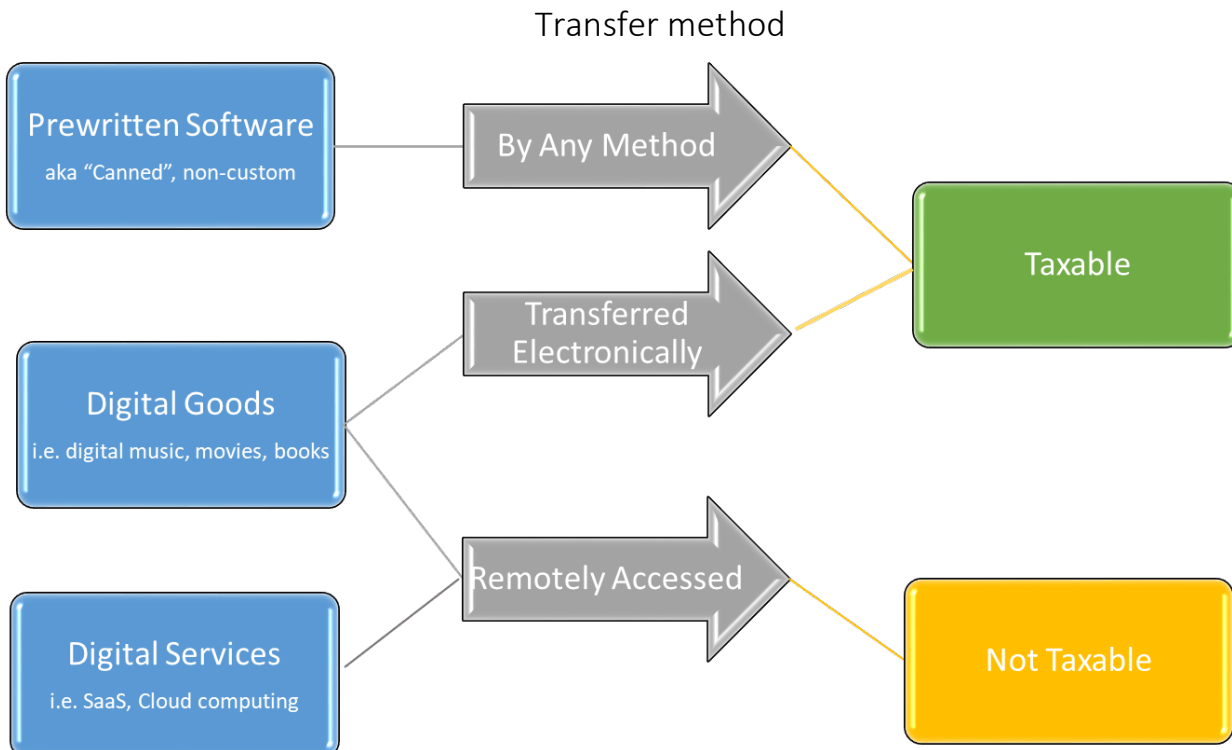 Transfer method
Prewritten Software
aka “Canned”, non-custom
By Any Method
Taxable
Transferred
Electronically
Digital Goods
i.e. digital music, movies, books
Remotely Accessed
Digital Services
i.e. SaaS, Cloud computing
Not Taxable